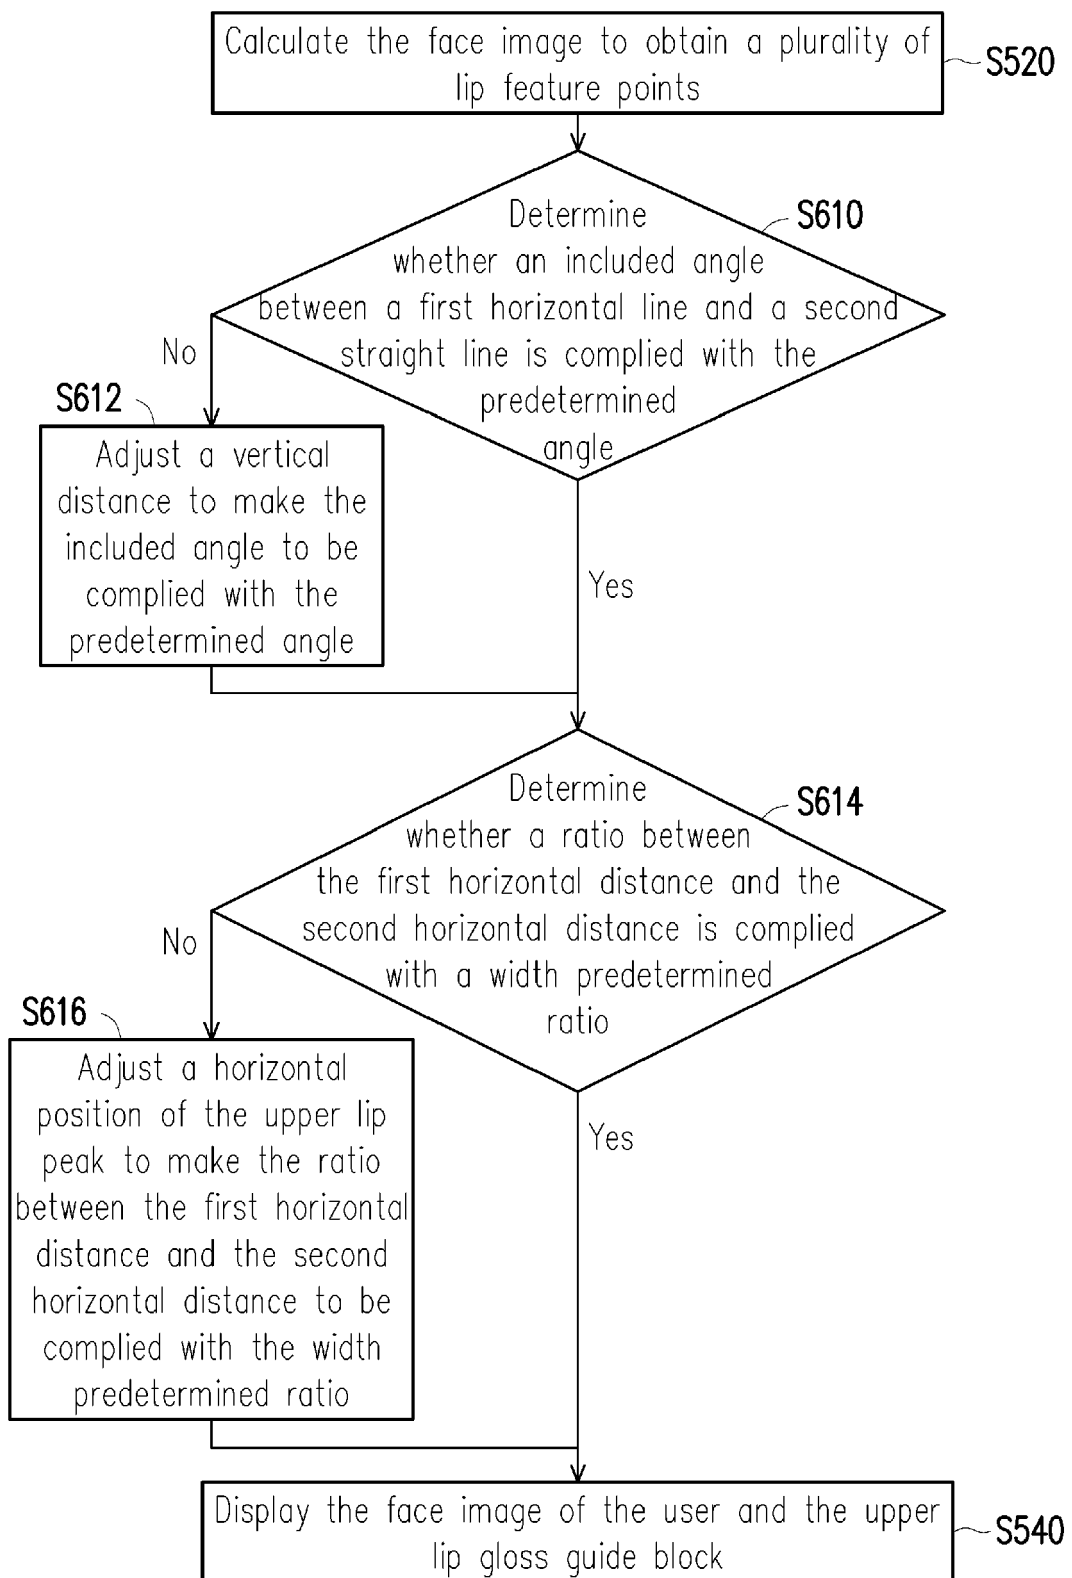 Calculate the face image to obtain a plurality of
lip feature points
S520
Determine
whether an included angle
between a first horizontal line and a second
straight line is complied with the
predetermined
angle
S610
No
S612
Adjust a vertical
distance to make the
included angle to be
complied with the
predetermined angle
Yes
Determine
whether a ratio between
the first horizontal distance and the
second horizontal distance is complied
with a width predetermined
ratio
S614
No
S616
Adjust a horizontal
position of the upper lip
peak to make the ratio
between the first horizontal
distance and the second
horizontal distance to be
complied with the width
predetermined ratio
Yes
Display the face image of the user and the upper
lip gloss guide block
S540